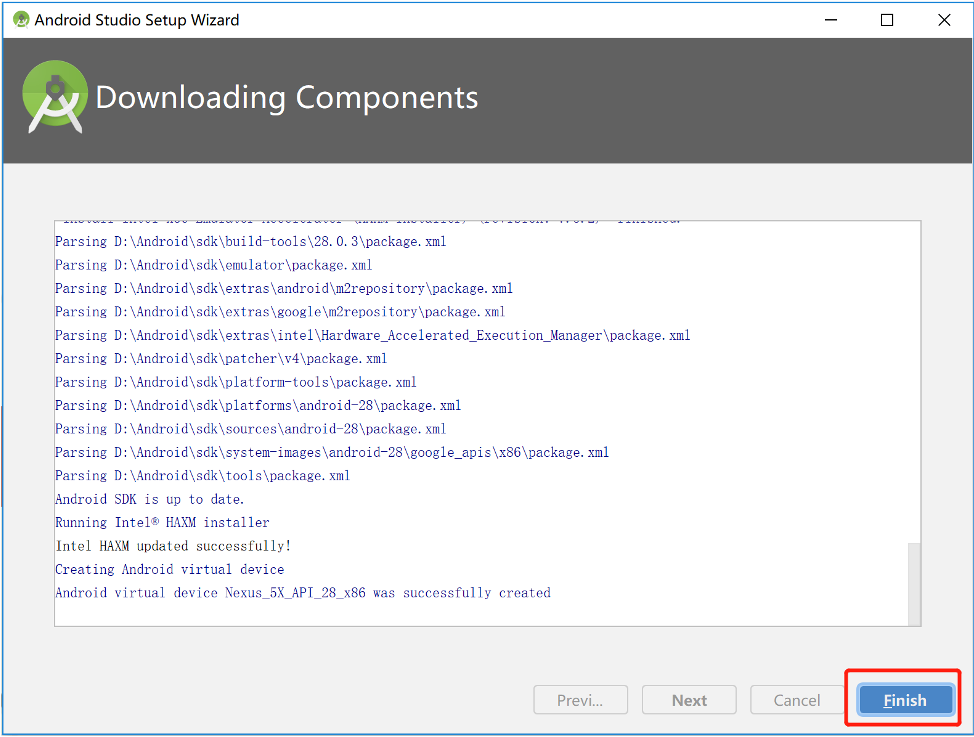 Android Studio Setup Wizard
Downloading Components
Parsing D:\Android\sdk\build-tools\28.0.3\package.xml
Parsing D:\Android\sdk\emulator\package.xml
Parsing D:\Android\sdk\extras\android\m2repository\package.xml
Parsing D:\Android\sdk\extras\google\m2repository\package.xml
Parsing D:\Android\sdk\extras\intel\Hardware_Accelerated_Execution_Manager\package.xml
Parsing D:\Android\sdk\patcher\v4\package.xml
Parsing D:\Android\sdk\platform-tools\package.xml
Parsing D:\Android\sdk\platforms\android-28\package.xml
Parsing D:\Android\sdk\sources\android-28\package.xml
Parsing D:\Android\sdk\system-images\android-28\google_apis\x86\package.xml
Parsing D:\Android\sdk\tools\package.xml
Android SDK is up to date.
Running Intel® HAXM installer
Intel HAXM updated successfully!
Creating Android virtual device
Android virtual device Nexus_5X_API_28_x86 was successfully created
Previ... Next Cancel Finish